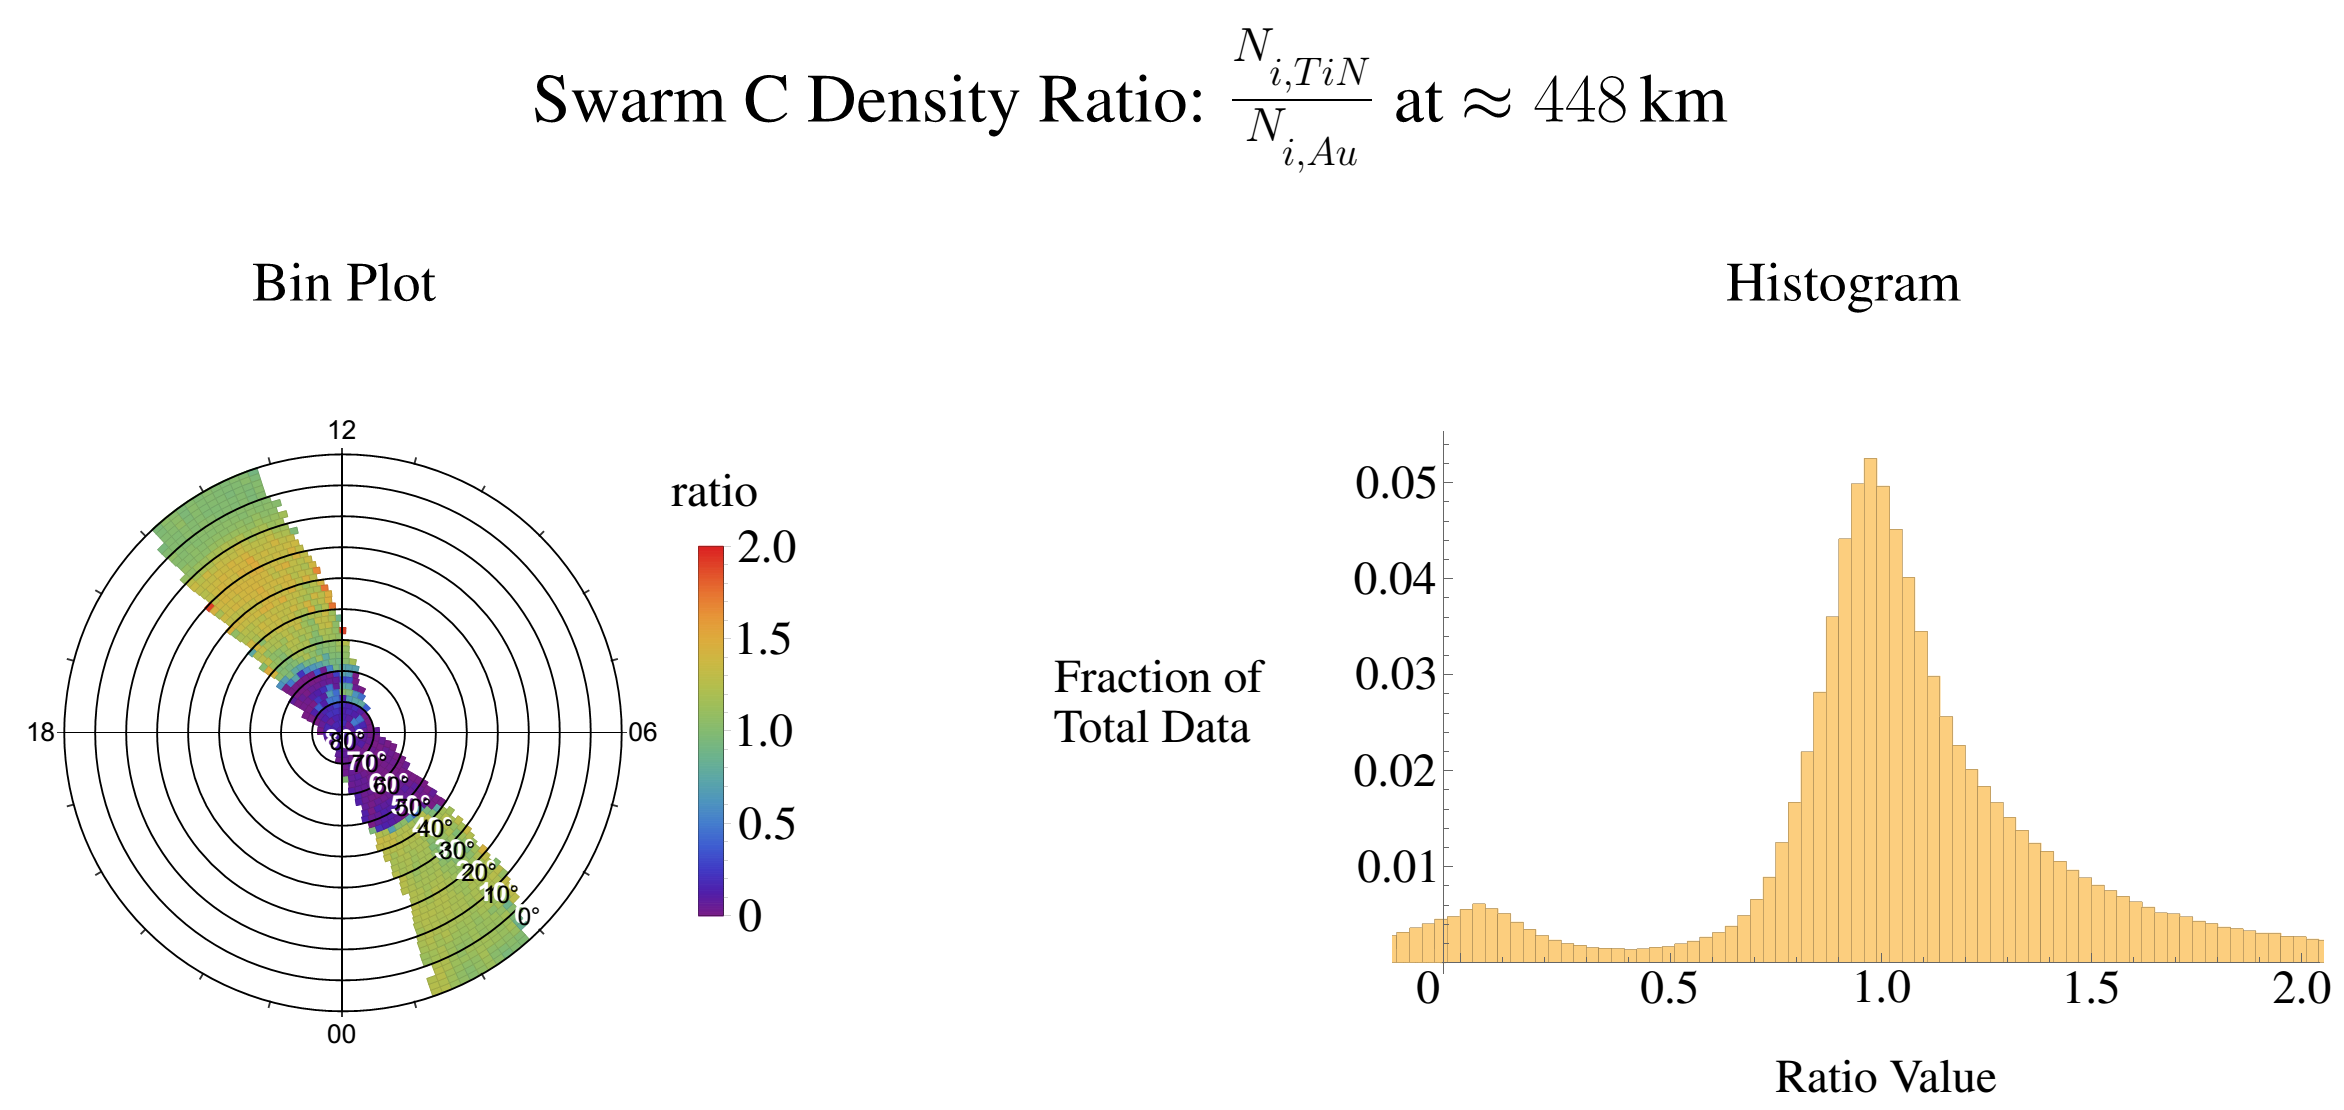 Swarm C Density Ratio: N_{i,TiN} / N_{i,Au} at ≈ 448 km
Bin Plot
Histogram
12
18
06
00
80°
70°
60°
50°
40°
30°
20°
10°
0°
ratio
2.0
1.5
1.0
0.5
0
Fraction of
Total Data
0.05
0.04
0.03
0.02
0.01
0 0.5 1.0 1.5 2.0
Ratio Value